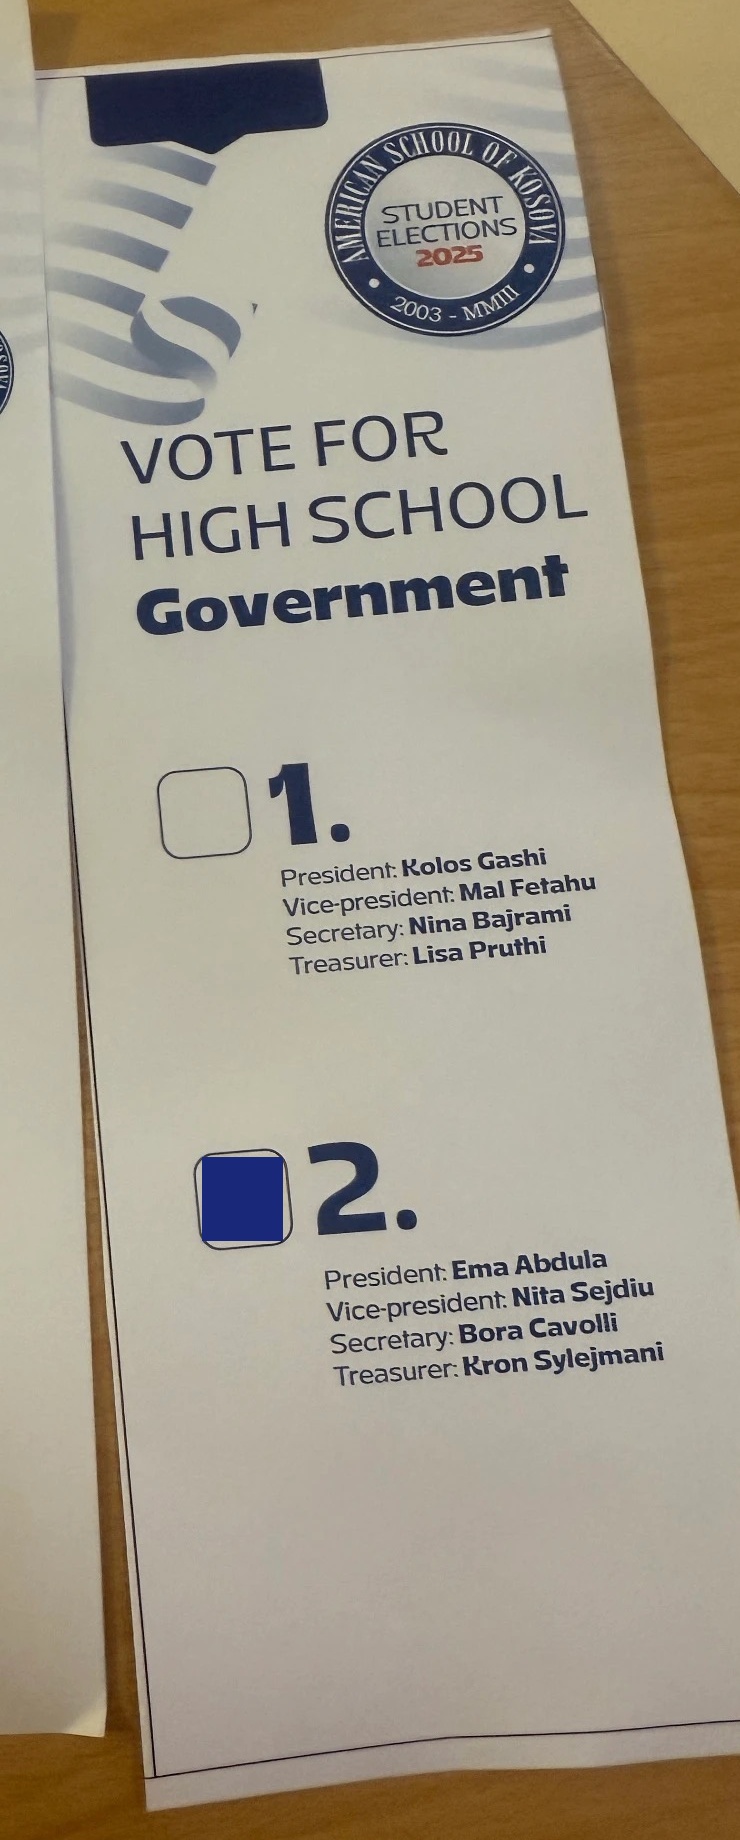 AMERICAN SCHOOL OF KOSOVA
STUDENT
ELECTIONS
2025
2003 - MMIII
VOTE FOR
HIGH SCHOOL
Government
1.
President: Kolos Gashi
Vice-president: Mal Fetahu
Secretary: Nina Bajrami
Treasurer: Lisa Pruthi
2.
President: Ema Abdula
Vice-president: Nita Sejdiu
Secretary: Bora Cavolli
Treasurer: Kron Sylejmani